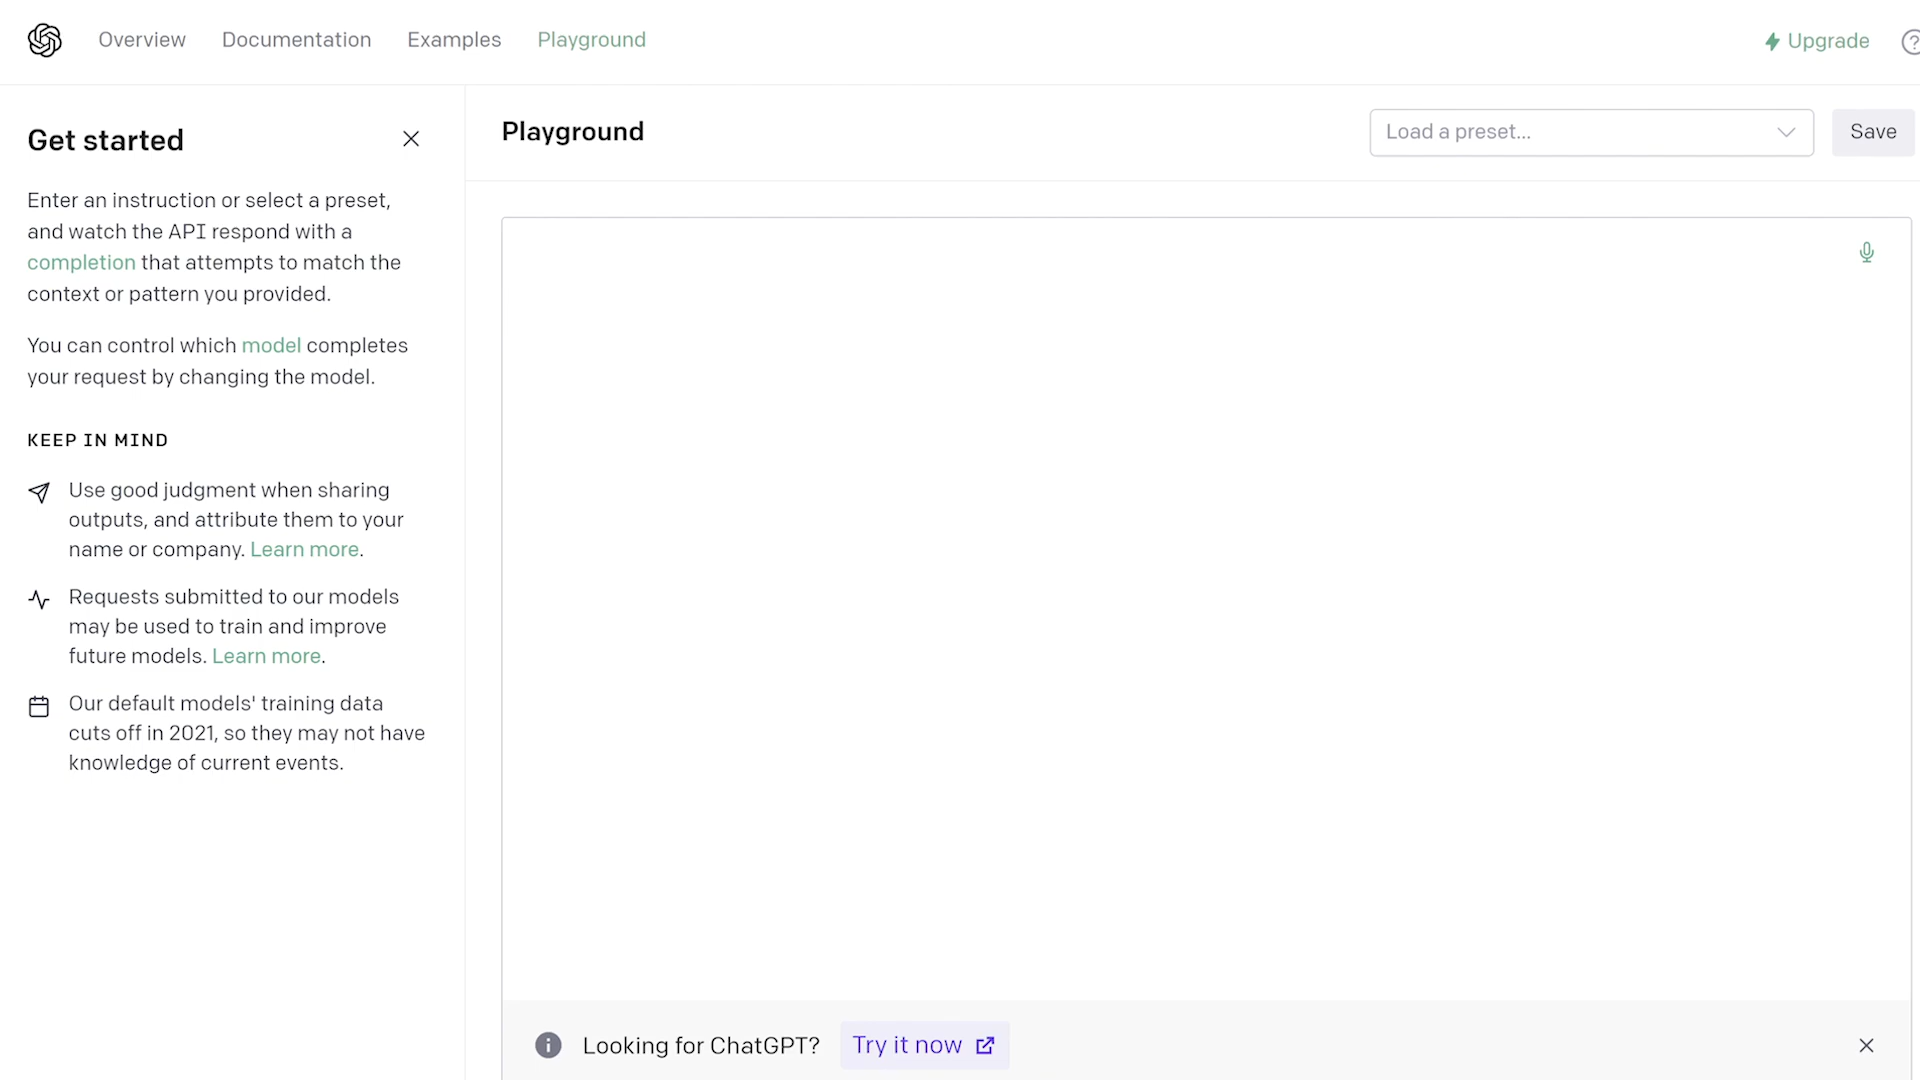 Overview Documentation Examples Playground Upgrade
Get started
Enter an instruction or select a preset,
and watch the API respond with a
completion that attempts to match the
context or pattern you provided.
You can control which model completes
your request by changing the model.
KEEP IN MIND
Use good judgment when sharing
outputs, and attribute them to your
name or company. Learn more.
Requests submitted to our models
may be used to train and improve
future models. Learn more.
Our default models' training data
cuts off in 2021, so they may not have
knowledge of current events.
Playground
Load a preset...
Save
Looking for ChatGPT? Try it now